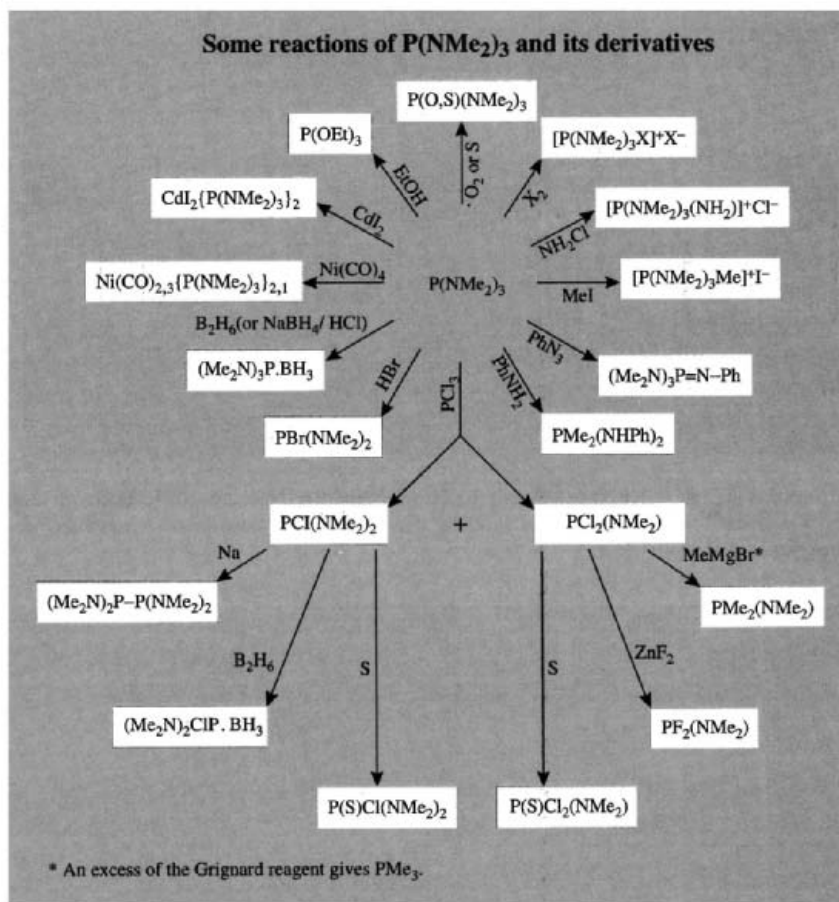 Some reactions of P(NMe₂)₃ and its derivatives
P(O,S)(NMe₂)₃
P(OEt)₃
[P(NMe₂)₃X]⁺X⁻
EtOH
O₂ or S
X₂
CdI₂{P(NMe₂)₃}₂
CdI₂
NH₂Cl
[P(NMe₂)₃(NH₂)]⁺Cl⁻
Ni(CO)₂,₃{P(NMe₂)₃}₂,₁
Ni(CO)₄
P(NMe₂)₃
MeI
[P(NMe₂)₃Me]⁺I⁻
B₂H₆(or NaBH₄/ HCl)
(Me₂N)₃P.BH₃
HBr
PCl₃
PhNH₂
PhN₃
(Me₂N)₃P=N–Ph
PBr(NMe₂)₂
PMe₂(NHPh)₂
PCl(NMe₂)₂
+
PCl₂(NMe₂)
Na
MeMgBr*
(Me₂N)₂P–P(NMe₂)₂
PMe₂(NMe₂)
B₂H₆
S
S
ZnF₂
(Me₂N)₂ClP. BH₃
PF₂(NMe₂)
P(S)Cl(NMe₂)₂
P(S)Cl₂(NMe₂)
* An excess of the Grignard reagent gives PMe₃.